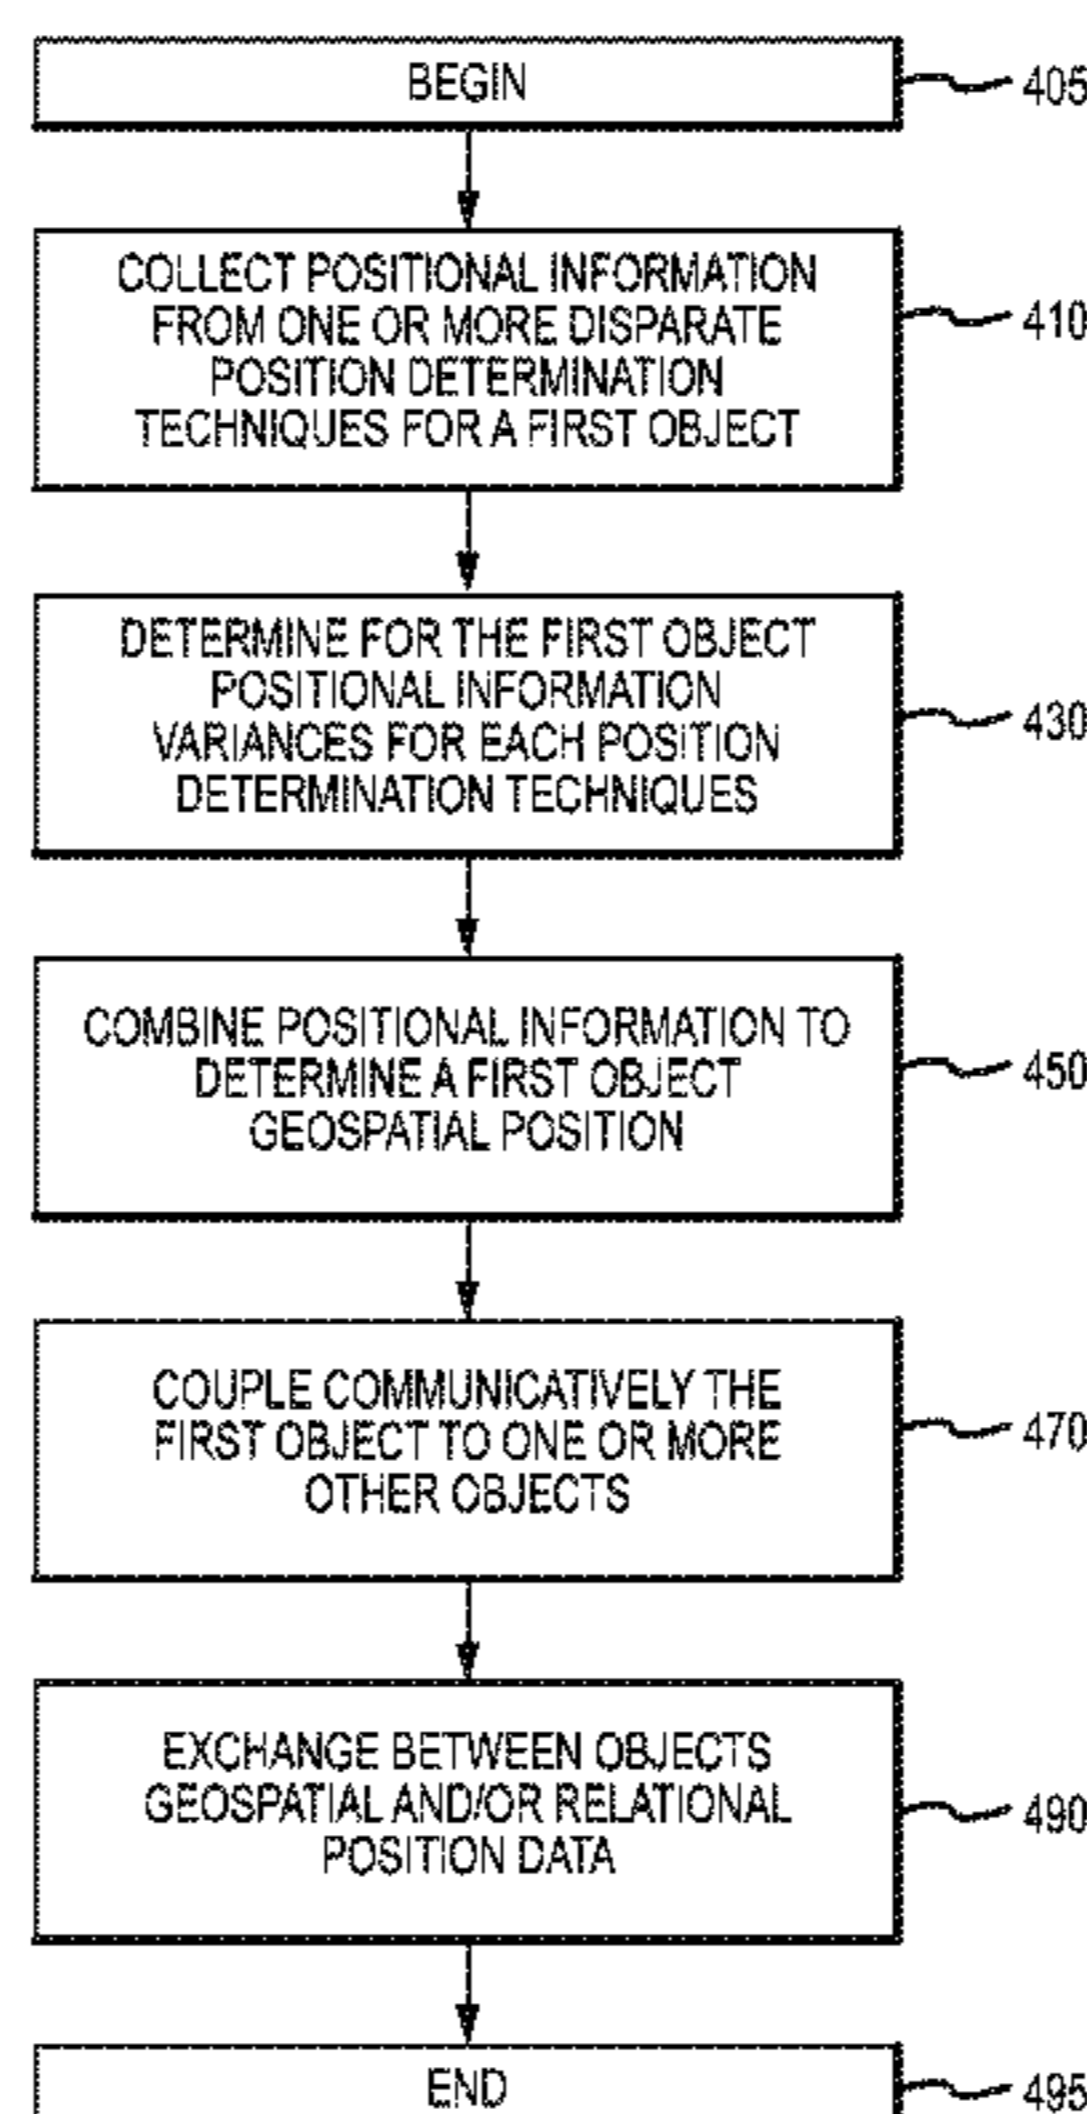 BEGIN
405
COLLECT POSITIONAL INFORMATION
FROM ONE OR MORE DISPARATE
POSITION DETERMINATION
TECHNIQUES FOR A FIRST OBJECT
410
DETERMINE FOR THE FIRST OBJECT
POSITIONAL INFORMATION
VARIANCES FOR EACH POSITION
DETERMINATION TECHNIQUES
430
COMBINE POSITIONAL INFORMATION TO
DETERMINE A FIRST OBJECT
GEOSPATIAL POSITION
450
COUPLE COMMUNICATIVELY THE
FIRST OBJECT TO ONE OR MORE
OTHER OBJECTS
470
EXCHANGE BETWEEN OBJECTS
GEOSPATIAL AND/OR RELATIONAL
POSITION DATA
490
END
495